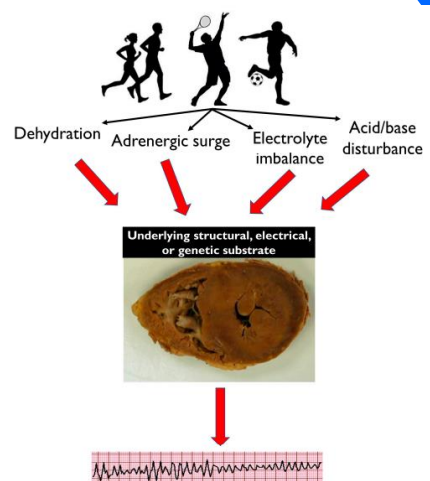 Dehydration
Adrenergic surge
Electrolyte
imbalance
Acid/base
disturbance
Underlying structural, electrical,
or genetic substrate